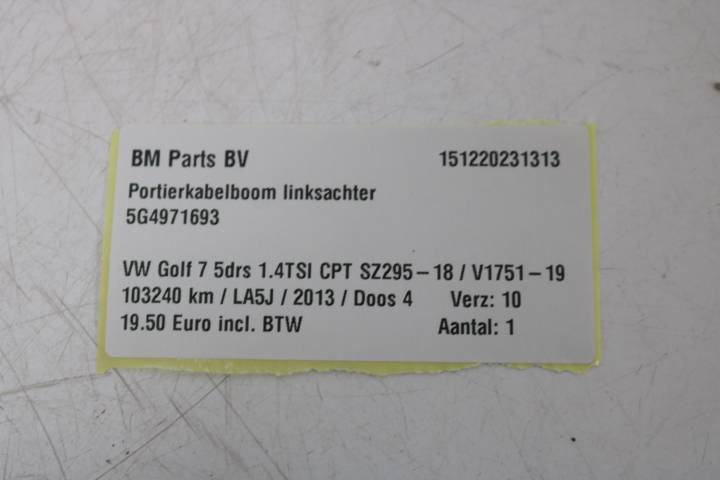 BM Parts BV 151220231313
Portierkabelboom linksachter
5G4971693
VW Golf 7 5drs 1.4TSI CPT SZ295-18 / V1751-19
103240 km / LA5J / 2013 / Doos 4 Verz: 10
19.50 Euro incl. BTW Aantal: 1